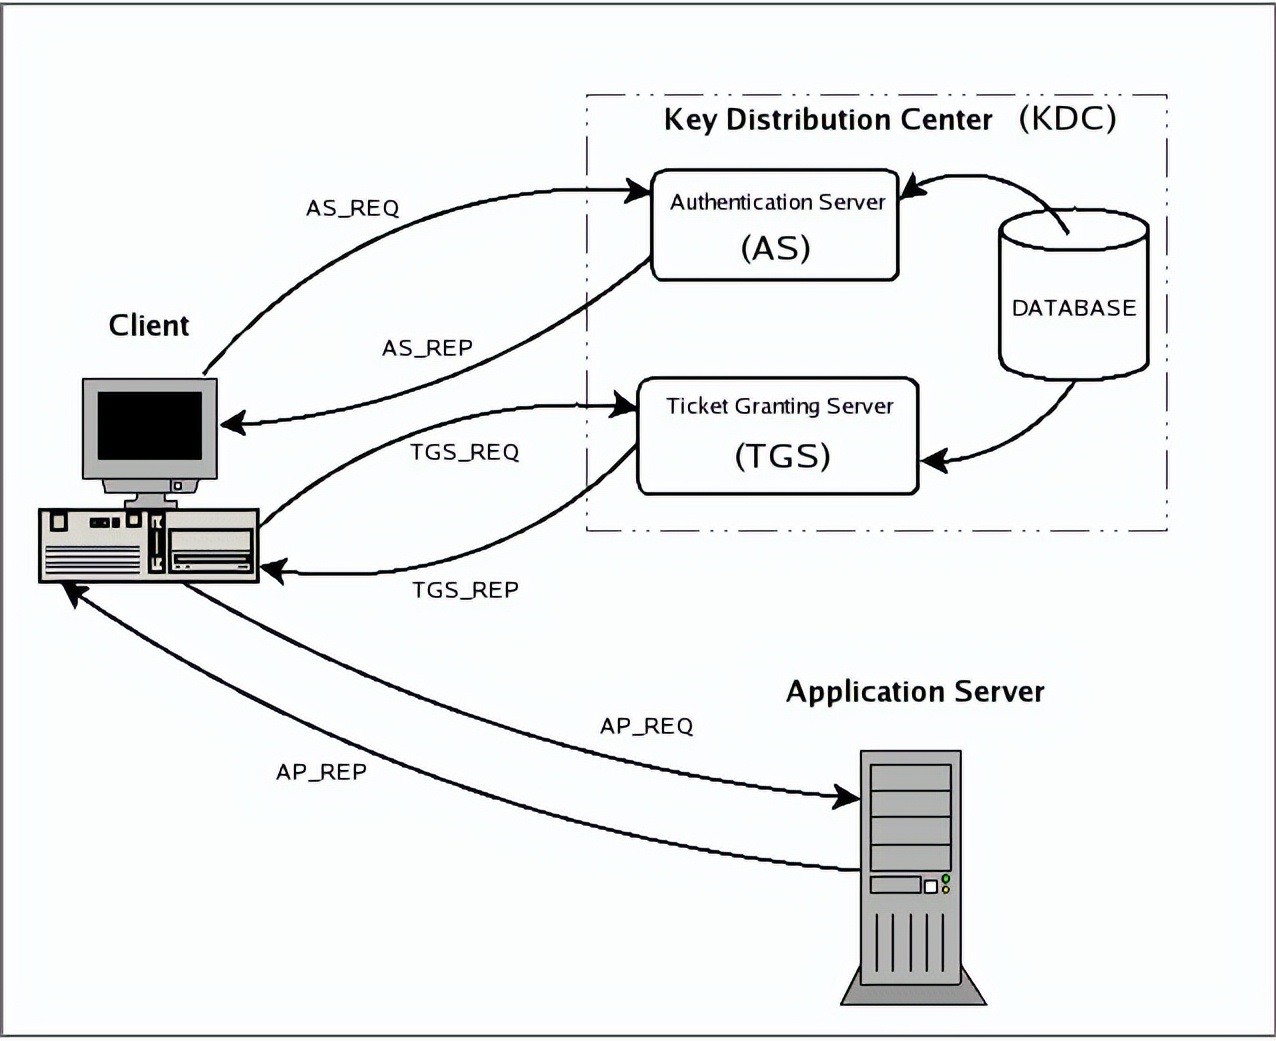 Key Distribution Center (KDC)
Authentication Server
(AS)
AS_REQ
DATABASE
Client
AS_REP
Ticket Granting Server
(TGS)
TGS_REQ
TGS_REP
Application Server
AP_REQ
AP_REP